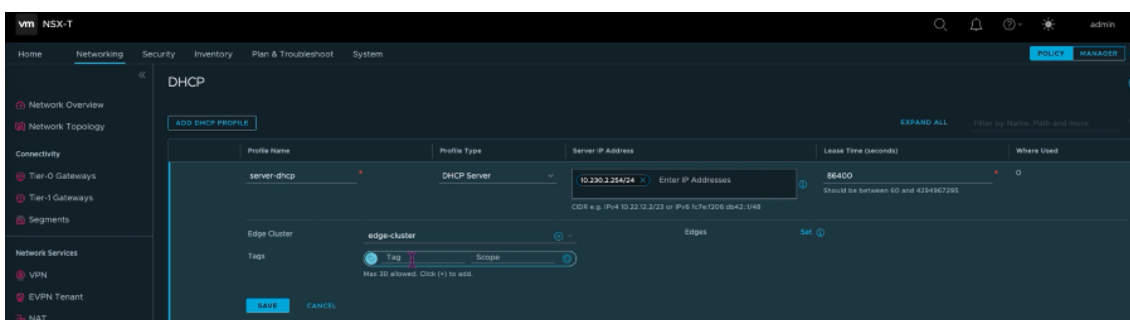 vm NSX-T admin
Home Networking Security Inventory Plan & Troubleshoot System POLICY MANAGER
DHCP
Network Overview
Network Topology
ADD DHCP PROFILE EXPAND ALL Filter by Name, Path and more
Connectivity
Profile Name Profile Type Server IP Address Lease Time (seconds) Where Used
Tier-0 Gateways
server-dhcp * DHCP Server 10.230.2.254/24 × Enter IP Addresses 86400 * 0
Should be between 60 and 4294967295
Tier-1 Gateways
CIDR e.g. IPv4 10.22.12.2/23 or IPv6 fc7e:f206:db42::1/48
Segments
Edge Cluster edge-cluster Edges Set
Network Services
Tags Tag Scope
Max 30 allowed. Click (+) to add.
VPN
EVPN Tenant
SAVE CANCEL
NAT